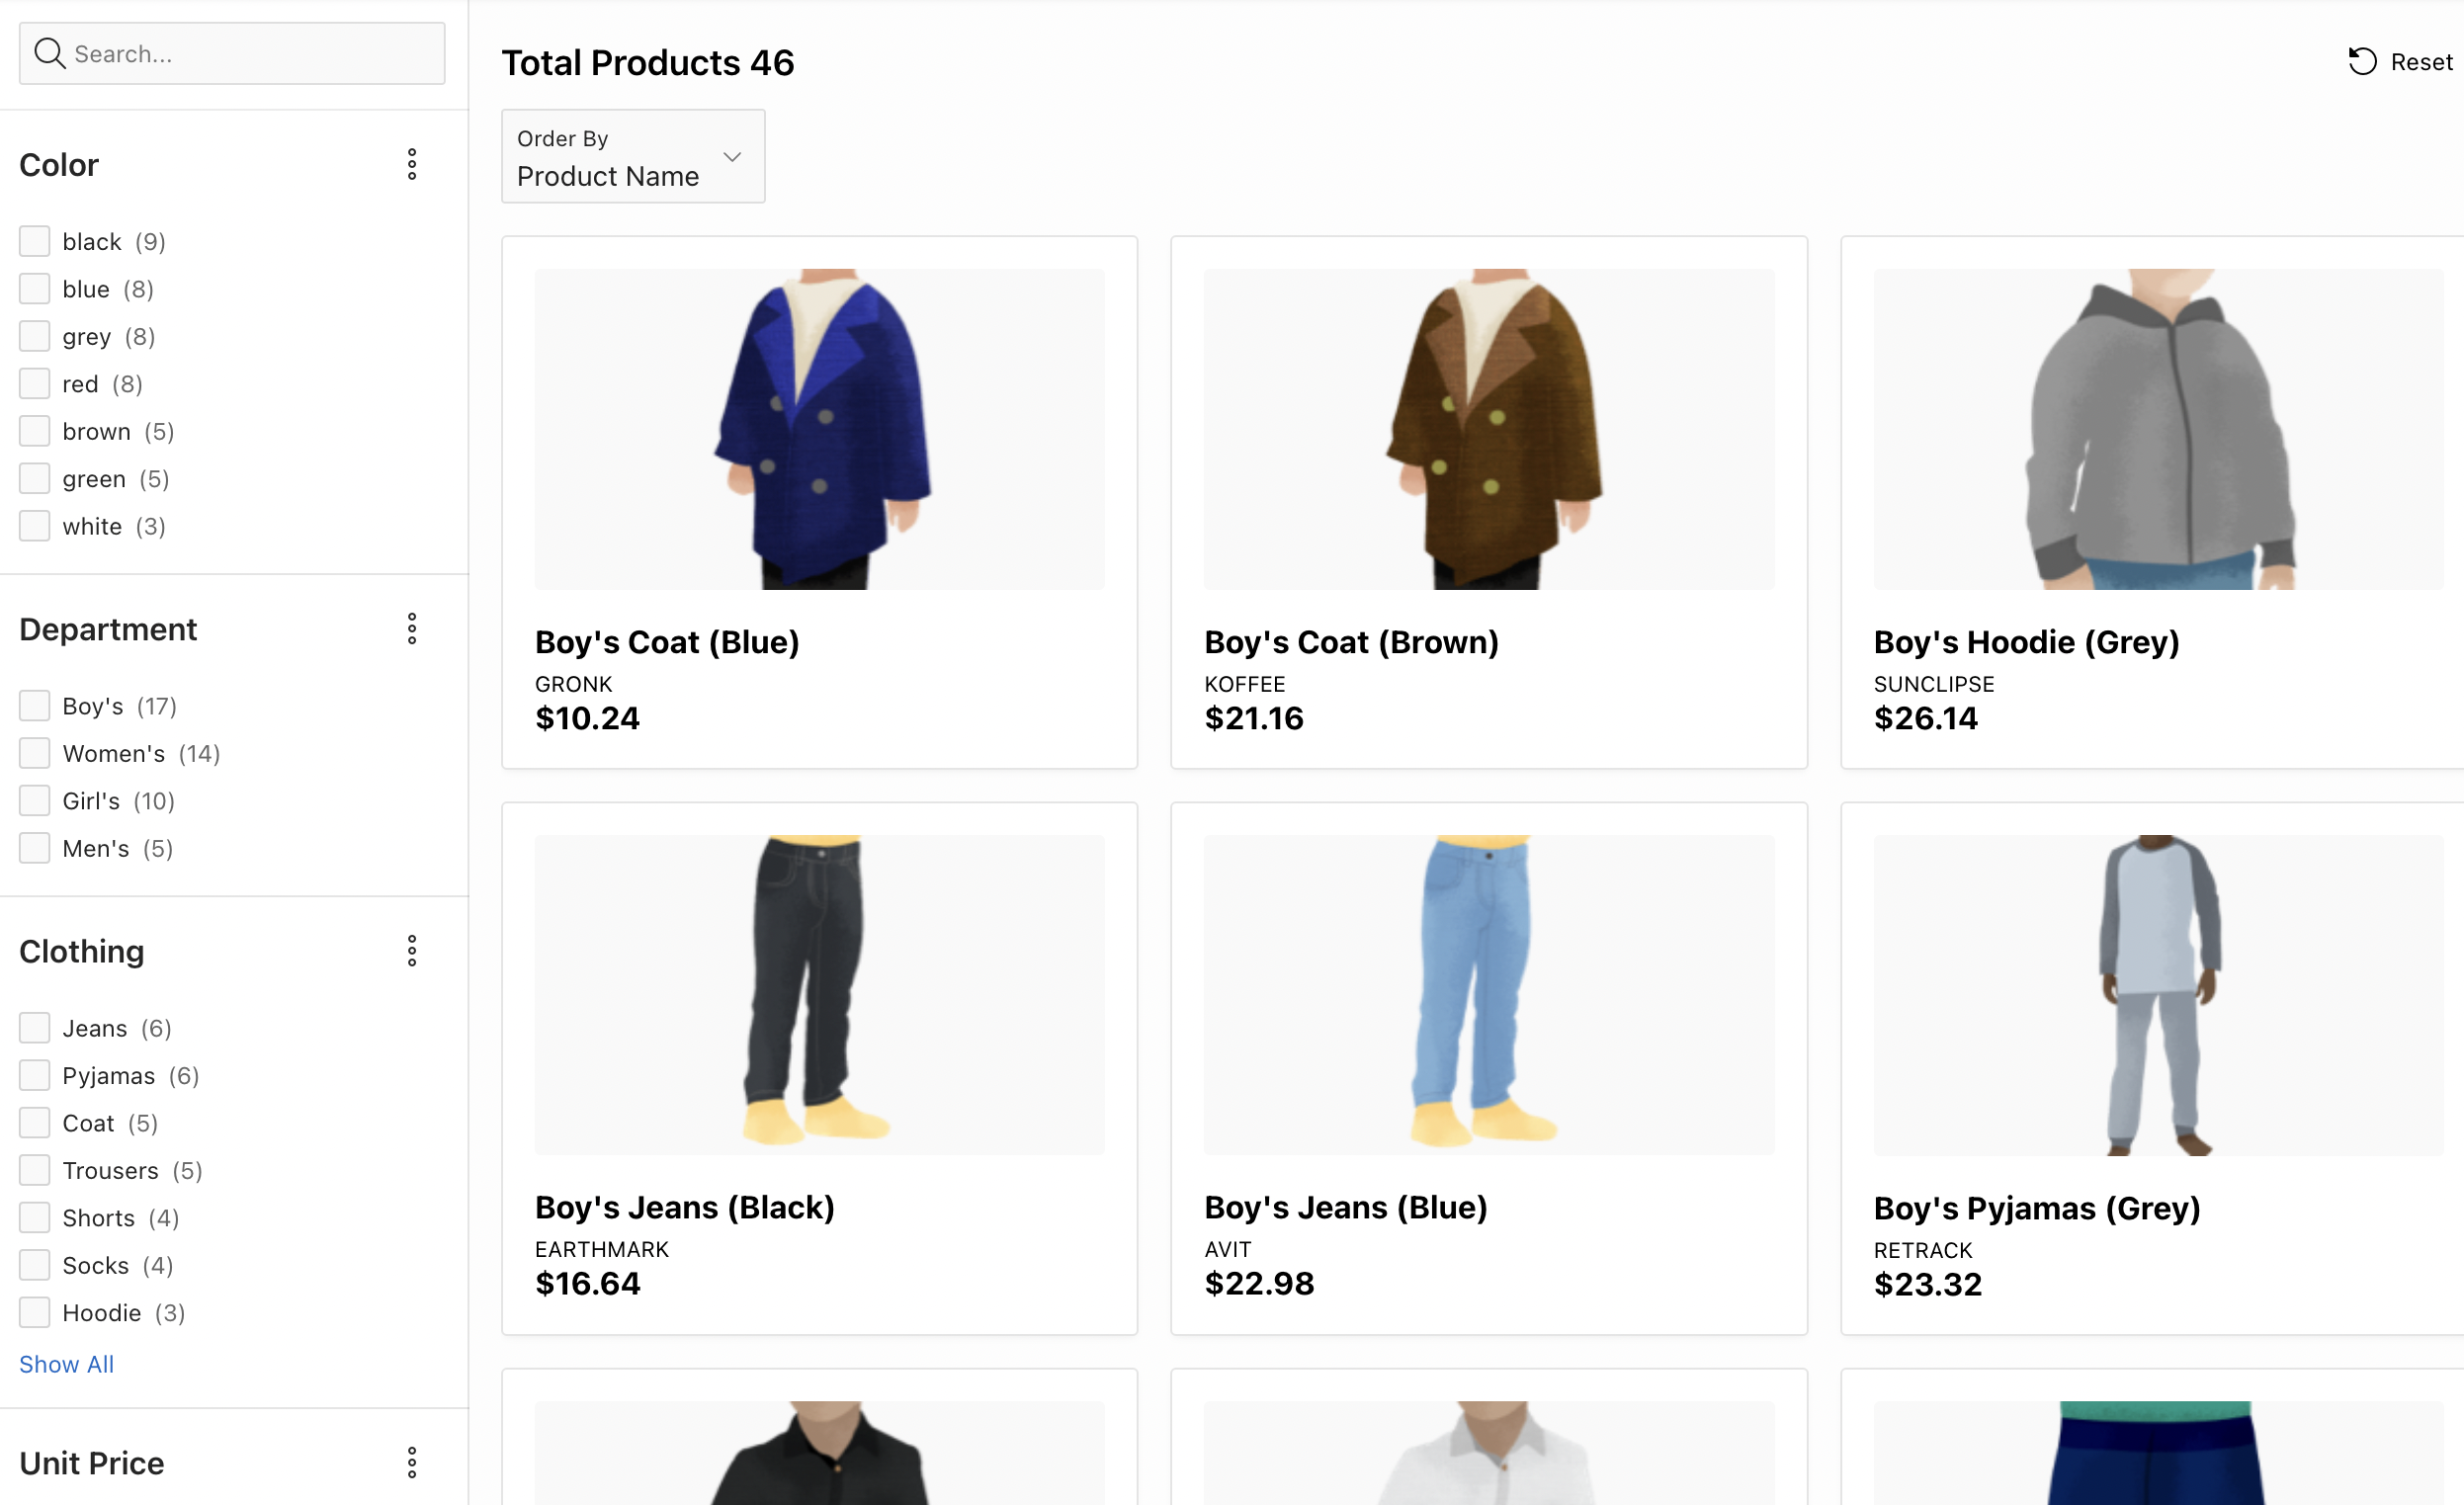 Search...
Color
black (9)
blue (8)
grey (8)
red (8)
brown (5)
green (5)
white (3)
Department
Boy's (17)
Women's (14)
Girl's (10)
Men's (5)
Clothing
Jeans (6)
Pyjamas (6)
Coat (5)
Trousers (5)
Shorts (4)
Socks (4)
Hoodie (3)
Show All
Unit Price
Total Products 46
Reset
Order By
Product Name
Boy's Coat (Blue)
GRONK
$10.24
Boy's Coat (Brown)
KOFFEE
$21.16
Boy's Hoodie (Grey)
SUNCLIPSE
$26.14
Boy's Jeans (Black)
EARTHMARK
$16.64
Boy's Jeans (Blue)
AVIT
$22.98
Boy's Pyjamas (Grey)
RETRACK
$23.32